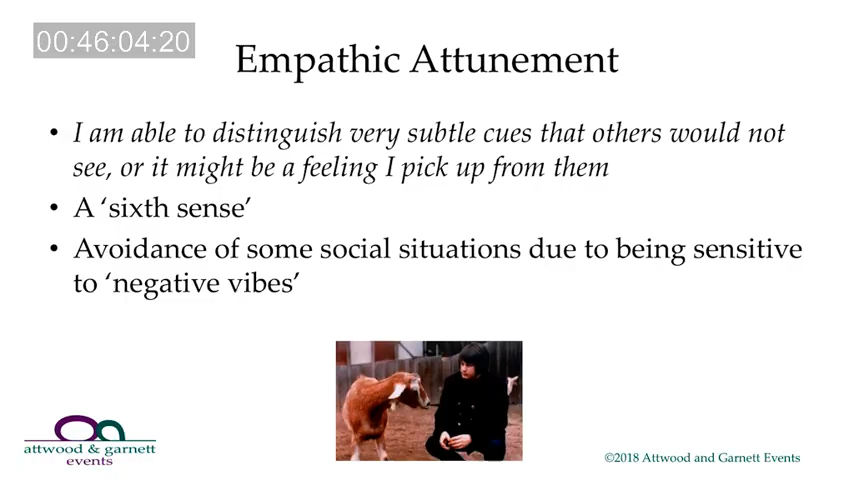 00:46:04:20
Empathic Attunement
• I am able to distinguish very subtle cues that others would not
see, or it might be a feeling I pick up from them
• A ‘sixth sense’
• Avoidance of some social situations due to being sensitive
to ‘negative vibes’
attwood & garnett
events
©2018 Attwood and Garnett Events